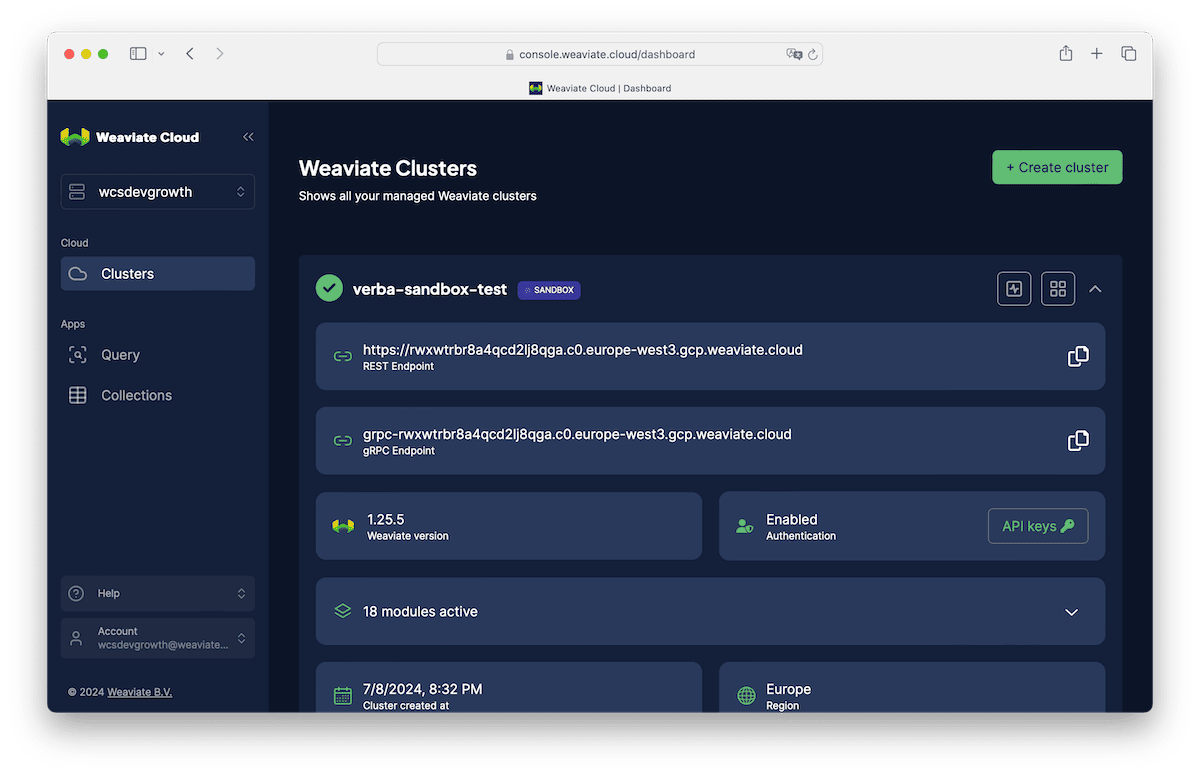 console.weaviate.cloud/dashboard
Weaviate Cloud | Dashboard
Weaviate Cloud
wcsdevgrowth
Cloud
Clusters
Apps
Query
Collections
Help
Account
wcsdevgrowth@weaviate...
© 2024 Weaviate B.V.
Weaviate Clusters
Shows all your managed Weaviate clusters
+ Create cluster
verba-sandbox-test
SANDBOX
https://rwxwtrbr8a4qcd2lj8qga.c0.europe-west3.gcp.weaviate.cloud
REST Endpoint
grpc-rwxwtrbr8a4qcd2lj8qga.c0.europe-west3.gcp.weaviate.cloud
gRPC Endpoint
1.25.5
Weaviate version
Enabled
Authentication
API keys
18 modules active
7/8/2024, 8:32 PM
Cluster created at
Europe
Region